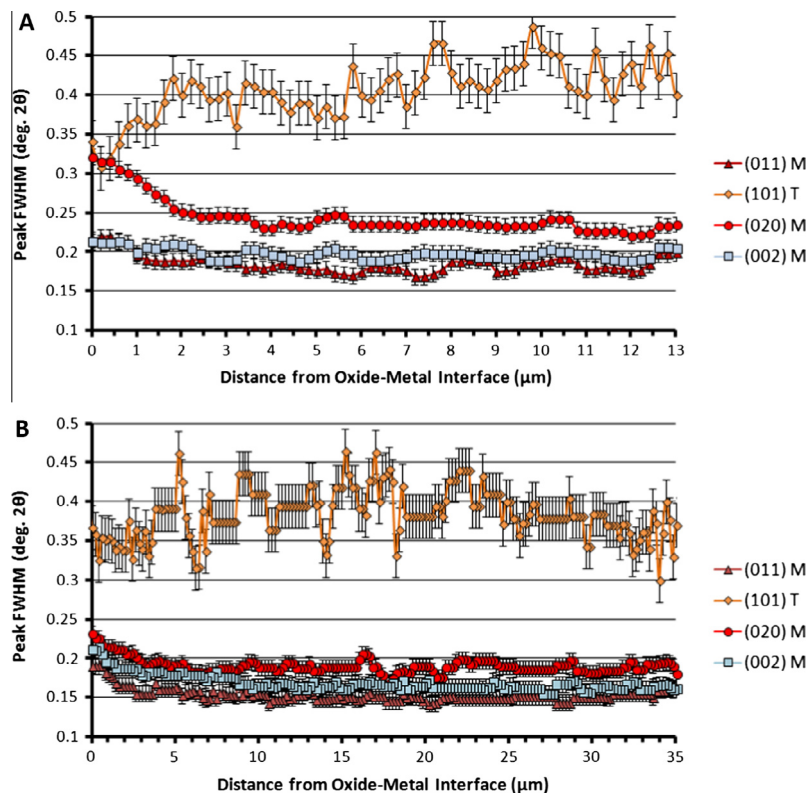 A
Peak FWHM (deg. 2θ)
0.5
0.45
0.4
0.35
0.3
0.25
0.2
0.15
0.1
0 1 2 3 4 5 6 7 8 9 10 11 12 13
Distance from Oxide-Metal Interface (μm)
(011) M
(101) T
(020) M
(002) M
B
Peak FWHM (deg. 2θ)
0.5
0.45
0.4
0.35
0.3
0.25
0.2
0.15
0.1
0 5 10 15 20 25 30 35
Distance from Oxide-Metal Interface (μm)
(011) M
(101) T
(020) M
(002) M